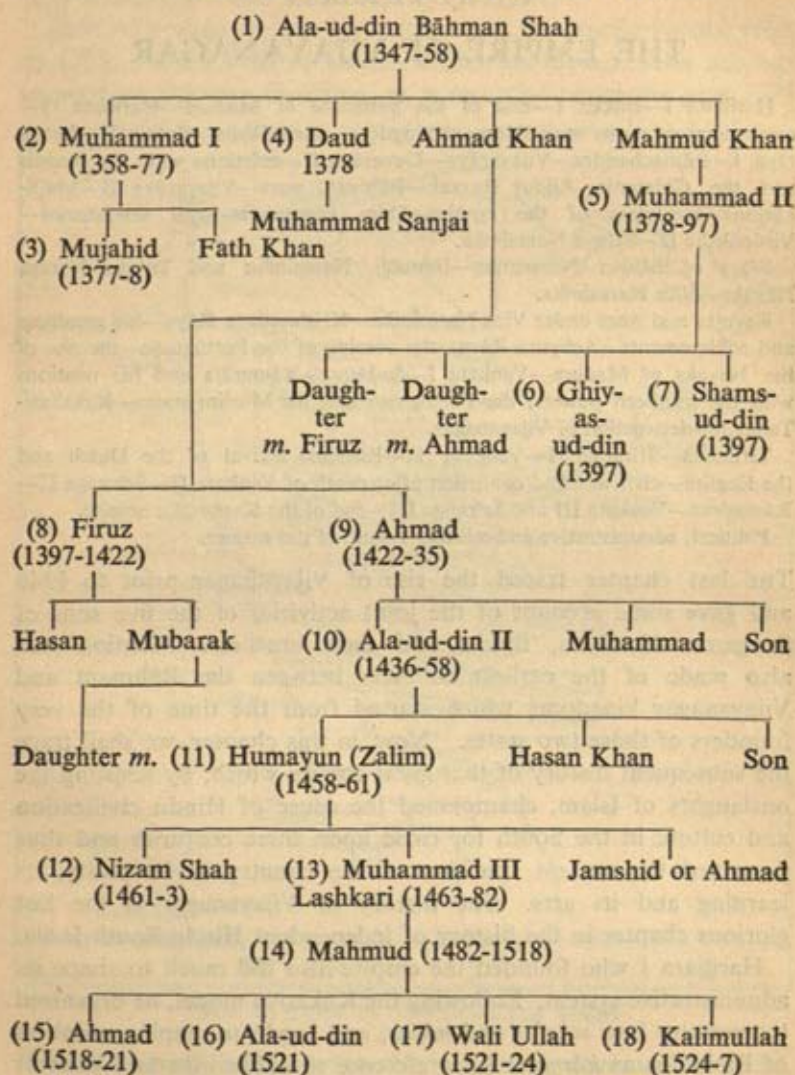 (1) Ala-ud-din Bāhman Shah
(1347-58)
(2) Muhammad I (4) Daud Ahmad Khan Mahmud Khan
(1358-77) 1378
(5) Muhammad II
(1378-97)
Muhammad Sanjai
(3) Mujahid Fath Khan
(1377-8)
Daugh- Daugh- (6) Ghiy- (7) Shams-
ter ter as- ud-din
m. Firuz m. Ahmad ud-din (1397)
(1397)
(8) Firuz (9) Ahmad
(1397-1422) (1422-35)
Hasan Mubarak (10) Ala-ud-din II Muhammad Son
(1436-58)
Daughter m. (11) Humayun (Zalim) Hasan Khan Son
(1458-61)
(12) Nizam Shah (13) Muhammad III Jamshid or Ahmad
(1461-3) Lashkari (1463-82)
(14) Mahmud (1482-1518)
(15) Ahmad (16) Ala-ud-din (17) Wali Ullah (18) Kalimullah
(1518-21) (1521) (1521-24) (1524-7)